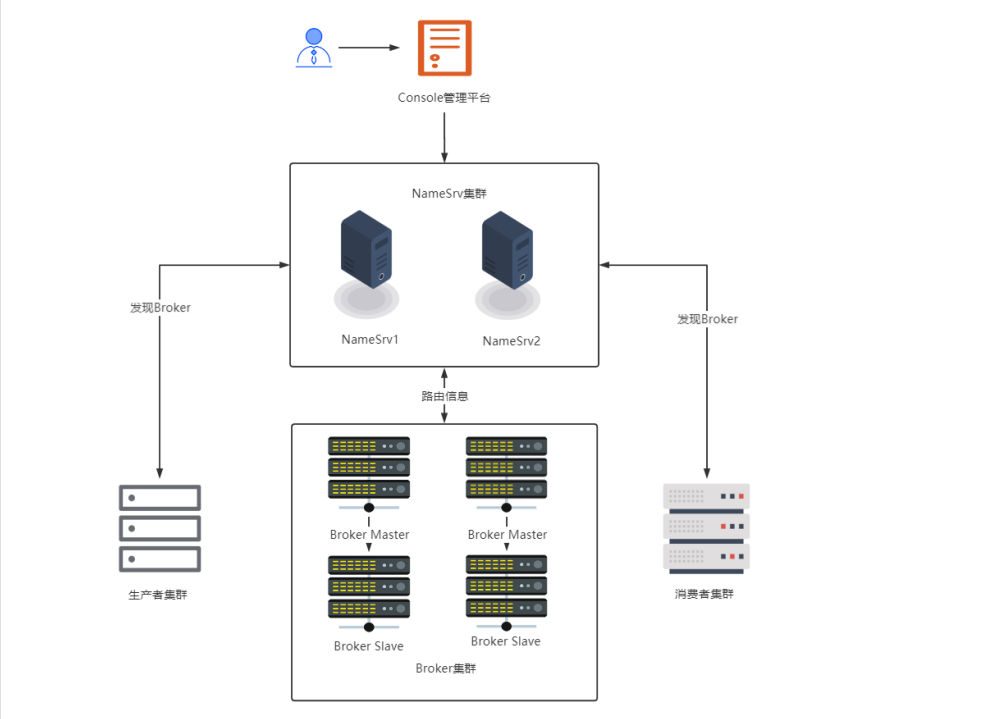 Console管理平台
NameSrv集群
NameSrv1
NameSrv2
发现Broker
发现Broker
路由信息
Broker Master
Broker Master
Broker Slave
Broker Slave
Broker集群
生产者集群
消费者集群